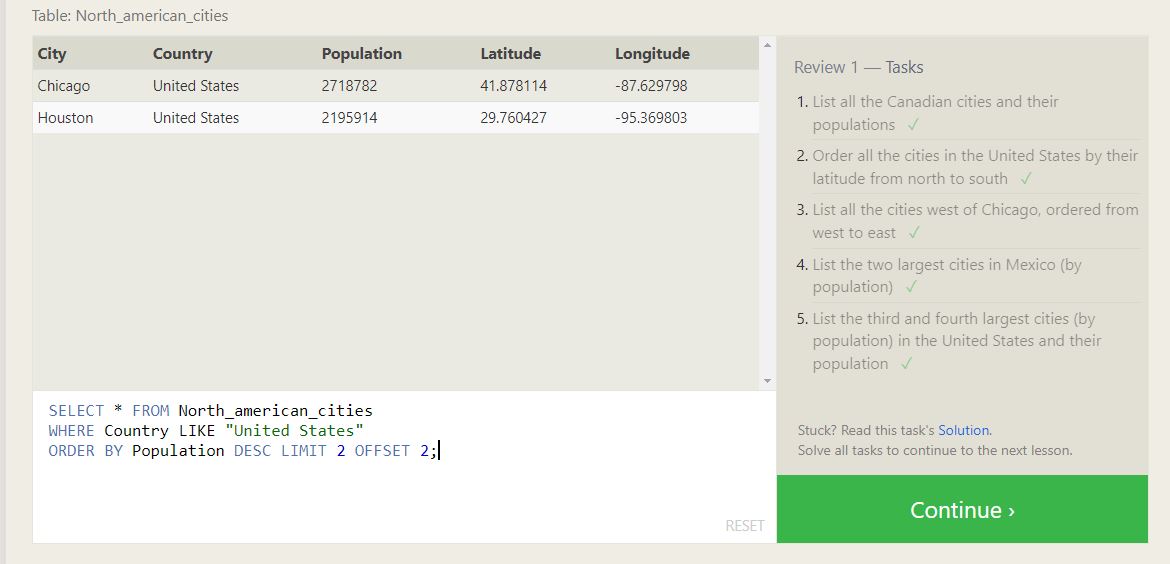 Table: North_american_cities
City Country Population Latitude Longitude
Chicago United States 2718782 41.878114 -87.629798
Houston United States 2195914 29.760427 -95.369803
SELECT * FROM North_american_cities
WHERE Country LIKE "United States"
ORDER BY Population DESC LIMIT 2 OFFSET 2;
RESET
Review 1 — Tasks
1. List all the Canadian cities and their
populations ✓
2. Order all the cities in the United States by their
latitude from north to south ✓
3. List all the cities west of Chicago, ordered from
west to east ✓
4. List the two largest cities in Mexico (by
population) ✓
5. List the third and fourth largest cities (by
population) in the United States and their
population ✓
Stuck? Read this task's Solution.
Solve all tasks to continue to the next lesson.
Continue ›